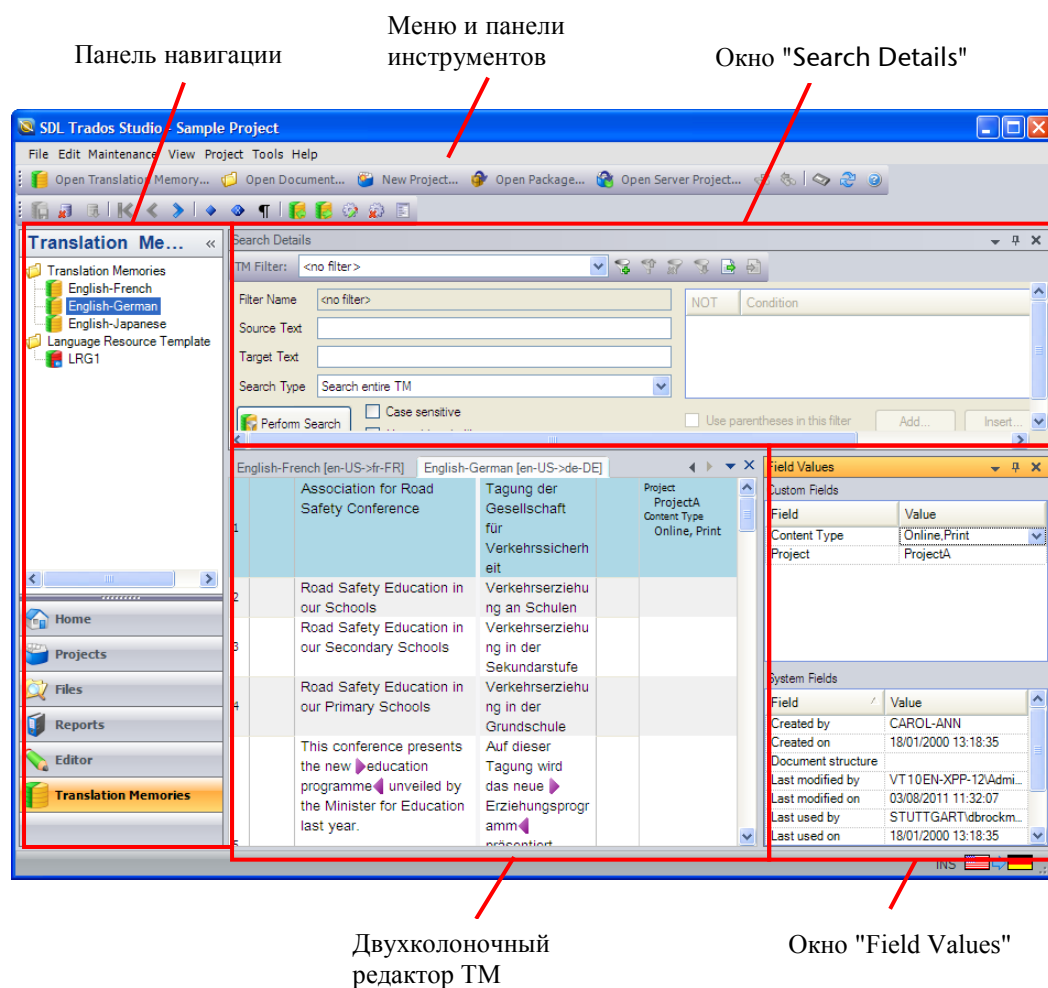 Панель навигации
Меню и панели
инструментов
Окно "Search Details"
SDL Trados Studio - Sample Project
File Edit Maintenance View Project Tools Help
Open Translation Memory... Open Document... New Project... Open Package... Open Server Project...
Translation Me... «
Translation Memories
English-French
English-German
English-Japanese
Language Resource Template
LRG1
Home
Projects
Files
Reports
Editor
Translation Memories
Search Details
TM Filter: <no filter>
Filter Name <no filter>
Source Text
Target Text
Search Type Search entire TM
Perform Search
Case sensitive
NOT Condition
Use parentheses in this filter Add... Insert...
English-French [en-US->fr-FR] English-German [en-US->de-DE]
1
Association for Road
Safety Conference
Tagung der
Gesellschaft
für
Verkehrssicherh
eit
Project
ProjectA
Content Type
Online, Print
2
Road Safety Education in
our Schools
Verkehrserziehu
ng an Schulen
3
Road Safety Education in
our Secondary Schools
Verkehrserziehu
ng in der
Sekundarstufe
4
Road Safety Education in
our Primary Schools
Verkehrserziehu
ng in der
Grundschule
5
This conference presents
the new education
programme unveiled by
the Minister for Education
last year.
Auf dieser
Tagung wird
das neue
Erziehungsprogr
amm
präsentiert
Field Values
Custom Fields
Field Value
Content Type Online,Print
Project ProjectA
System Fields
Field Value
Created by CAROL-ANN
Created on 18/01/2000 13:18:35
Document structure
Last modified by VT10EN-XPP-12\Admi...
Last modified on 03/08/2011 11:32:07
Last used by STUTTGART\dbrockm...
Last used on 18/01/2000 13:18:35
INS
Двухколоночный
редактор TM
Окно "Field Values"